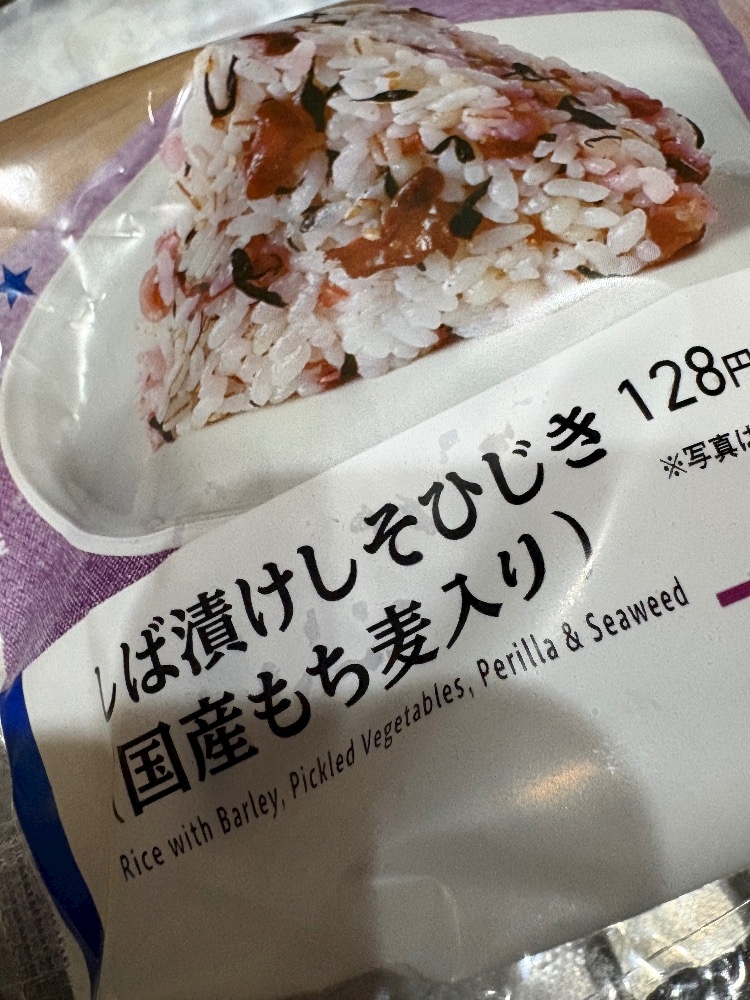 128円
※写真は
しば漬けしそひじき
(国産もち麦入り)
Rice with Barley, Pickled Vegetables, Perilla & Seaweed